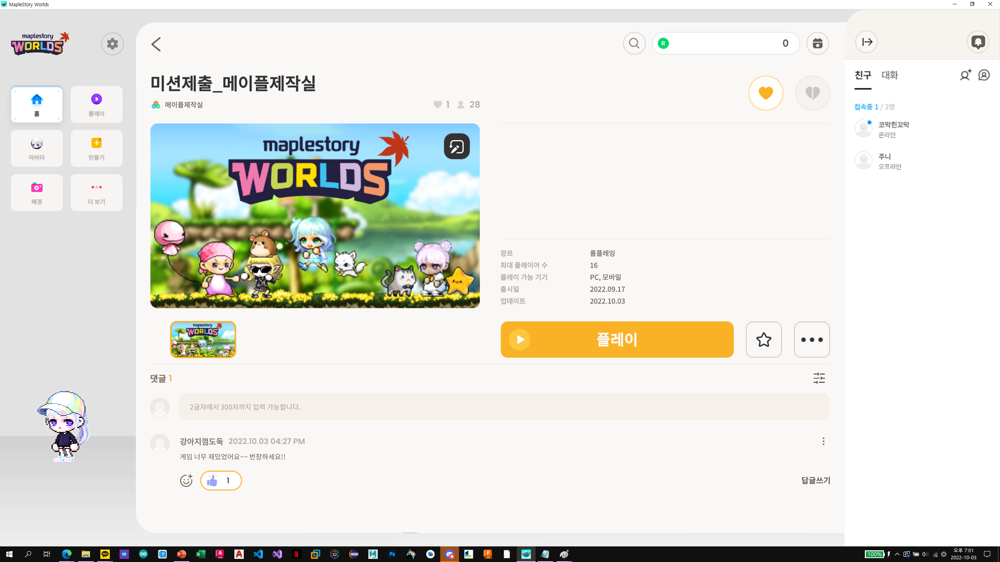 MapleStory Worlds
maplestory
WORLDS
홈
플레이
아바타
만들기
배경
더 보기
R
0
미션제출_메이플제작실
메이플제작실
1
28
maplestory
WORLDS
장르 롤플레잉
최대 플레이어 수 16
플레이 가능 기기 PC, 모바일
출시일 2022.09.17
업데이트 2022.10.03
maplestory
WORLDS
플레이
댓글 1
2글자에서 300자까지 입력 가능합니다.
강아지껌도둑 2022.10.03 04:27 PM
게임 너무 재밌었어요~~ 번창하세요!!
1
답글쓰기
친구 대화
접속중 1 / 2명
코막힌꼬막
온라인
주니
오프라인
TALK
P
A
CAD
A
N
M
Ps
F
360
WORLDS
100%
오후 7:01
2022-10-03